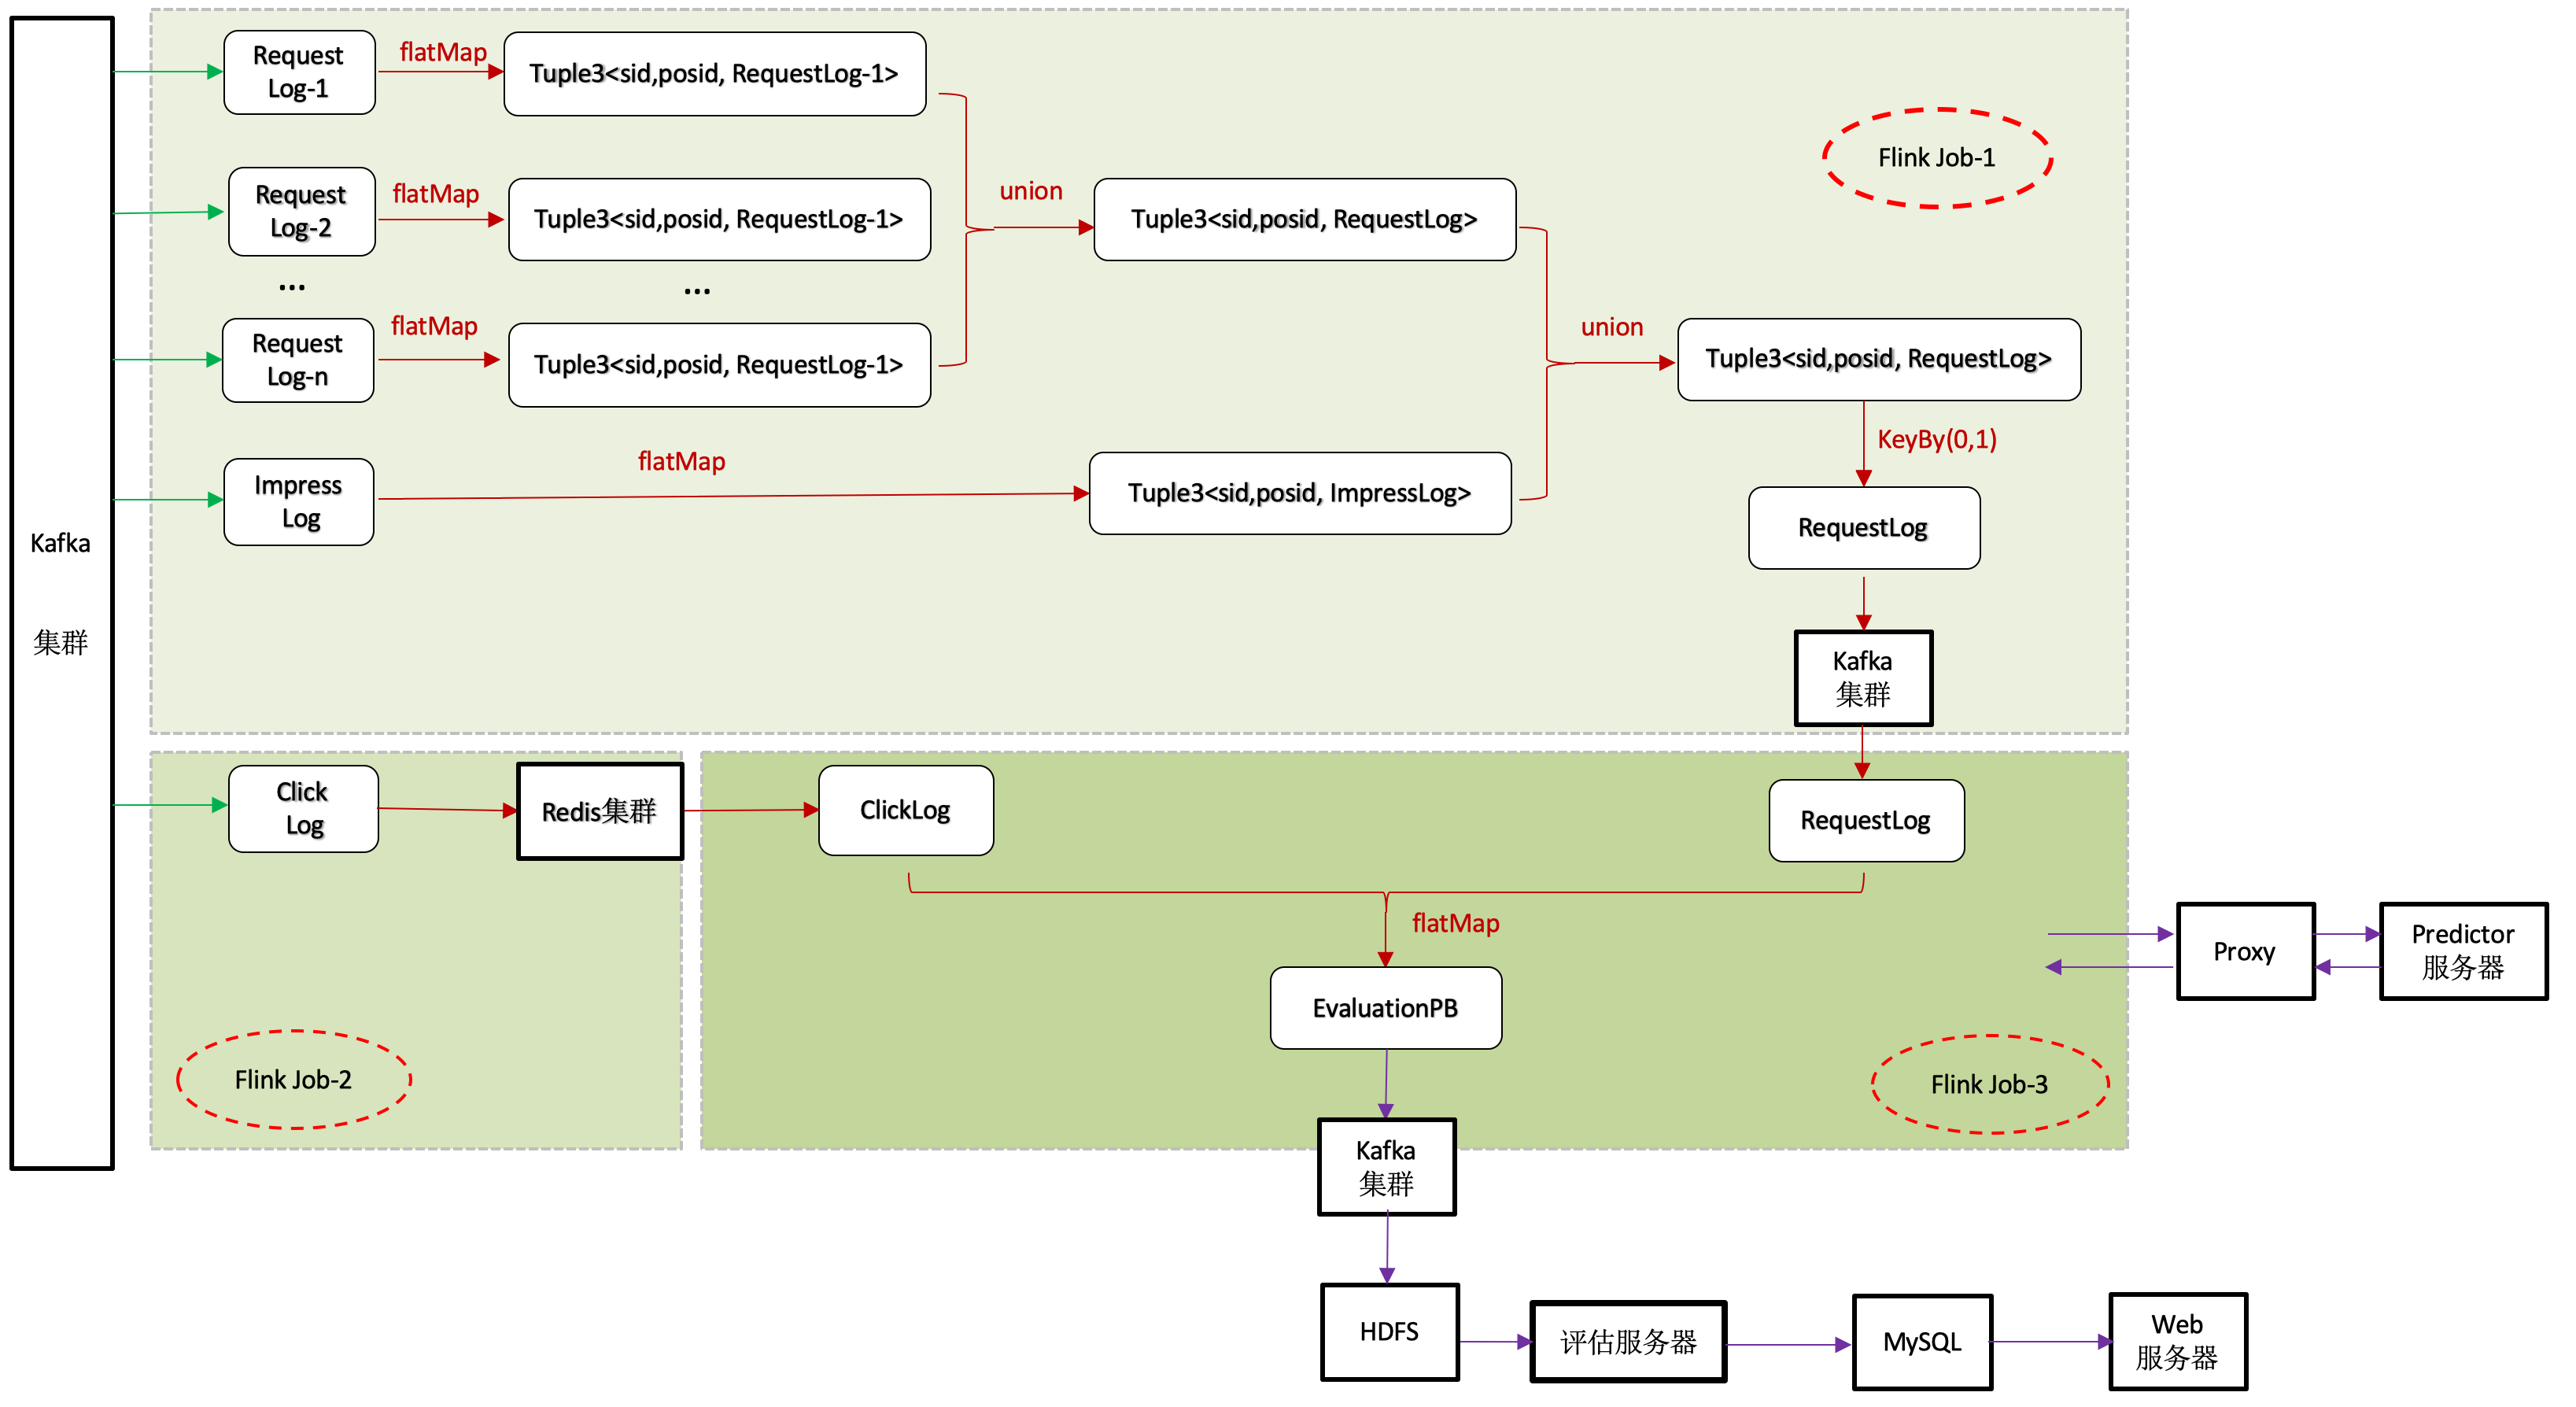 Kafka
集群
Request
Log-1
flatMap
Tuple3<sid,posid, RequestLog-1>
Flink Job-1
Request
Log-2
flatMap
Tuple3<sid,posid, RequestLog-1>
union
Tuple3<sid,posid, RequestLog>
...
...
Request
Log-n
flatMap
Tuple3<sid,posid, RequestLog-1>
union
Tuple3<sid,posid, RequestLog>
KeyBy(0,1)
Impress
Log
flatMap
Tuple3<sid,posid, ImpressLog>
RequestLog
Kafka
集群
Click
Log
Redis集群
ClickLog
RequestLog
flatMap
EvaluationPB
Proxy
Predictor
服务器
Flink Job-2
Flink Job-3
Kafka
集群
HDFS
评估服务器
MySQL
Web
服务器